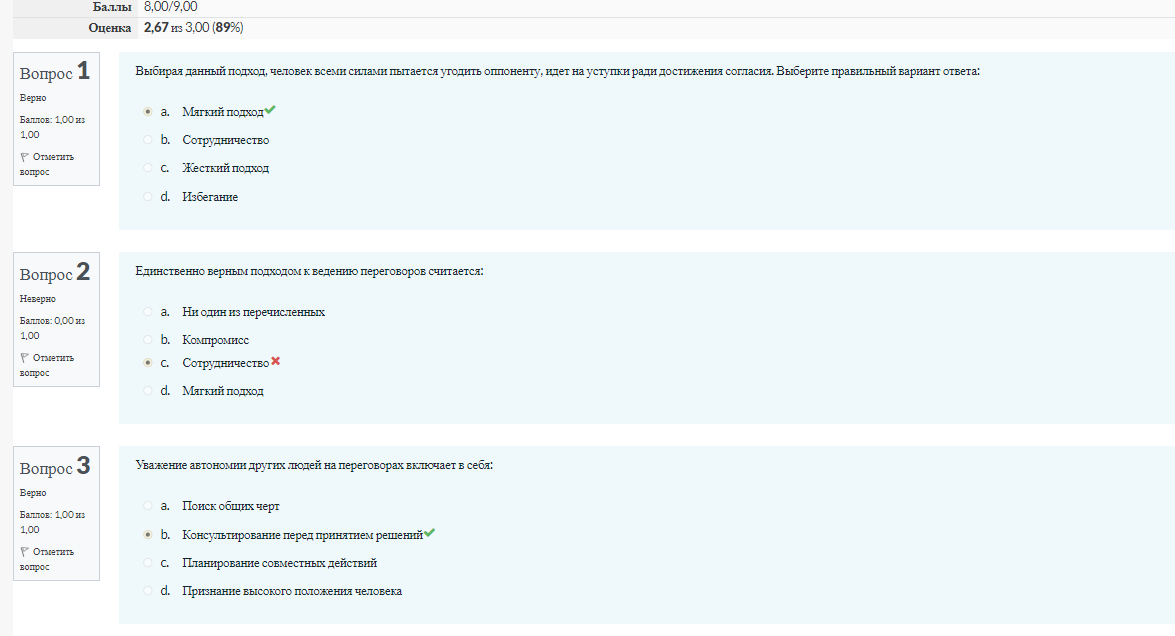 Баллы 8,00/9,00
Оценка 2,67 из 3,00 (89%)
Вопрос 1
Верно
Баллов: 1,00 из
1,00
Отметить
вопрос
Выбирая данный подход, человек всеми силами пытается угодить оппоненту, идет на уступки ради достижения согласия. Выберите правильный вариант ответа:
a. Мягкий подход
b. Сотрудничество
c. Жесткий подход
d. Избегание
Вопрос 2
Неверно
Баллов: 0,00 из
1,00
Отметить
вопрос
Единственно верным подходом к ведению переговоров считается:
a. Ни один из перечисленных
b. Компромисс
c. Сотрудничество
d. Мягкий подход
Вопрос 3
Верно
Баллов: 1,00 из
1,00
Отметить
вопрос
Уважение автономии других людей на переговорах включает в себя:
a. Поиск общих черт
b. Консультирование перед принятием решений
c. Планирование совместных действий
d. Признание высокого положения человека